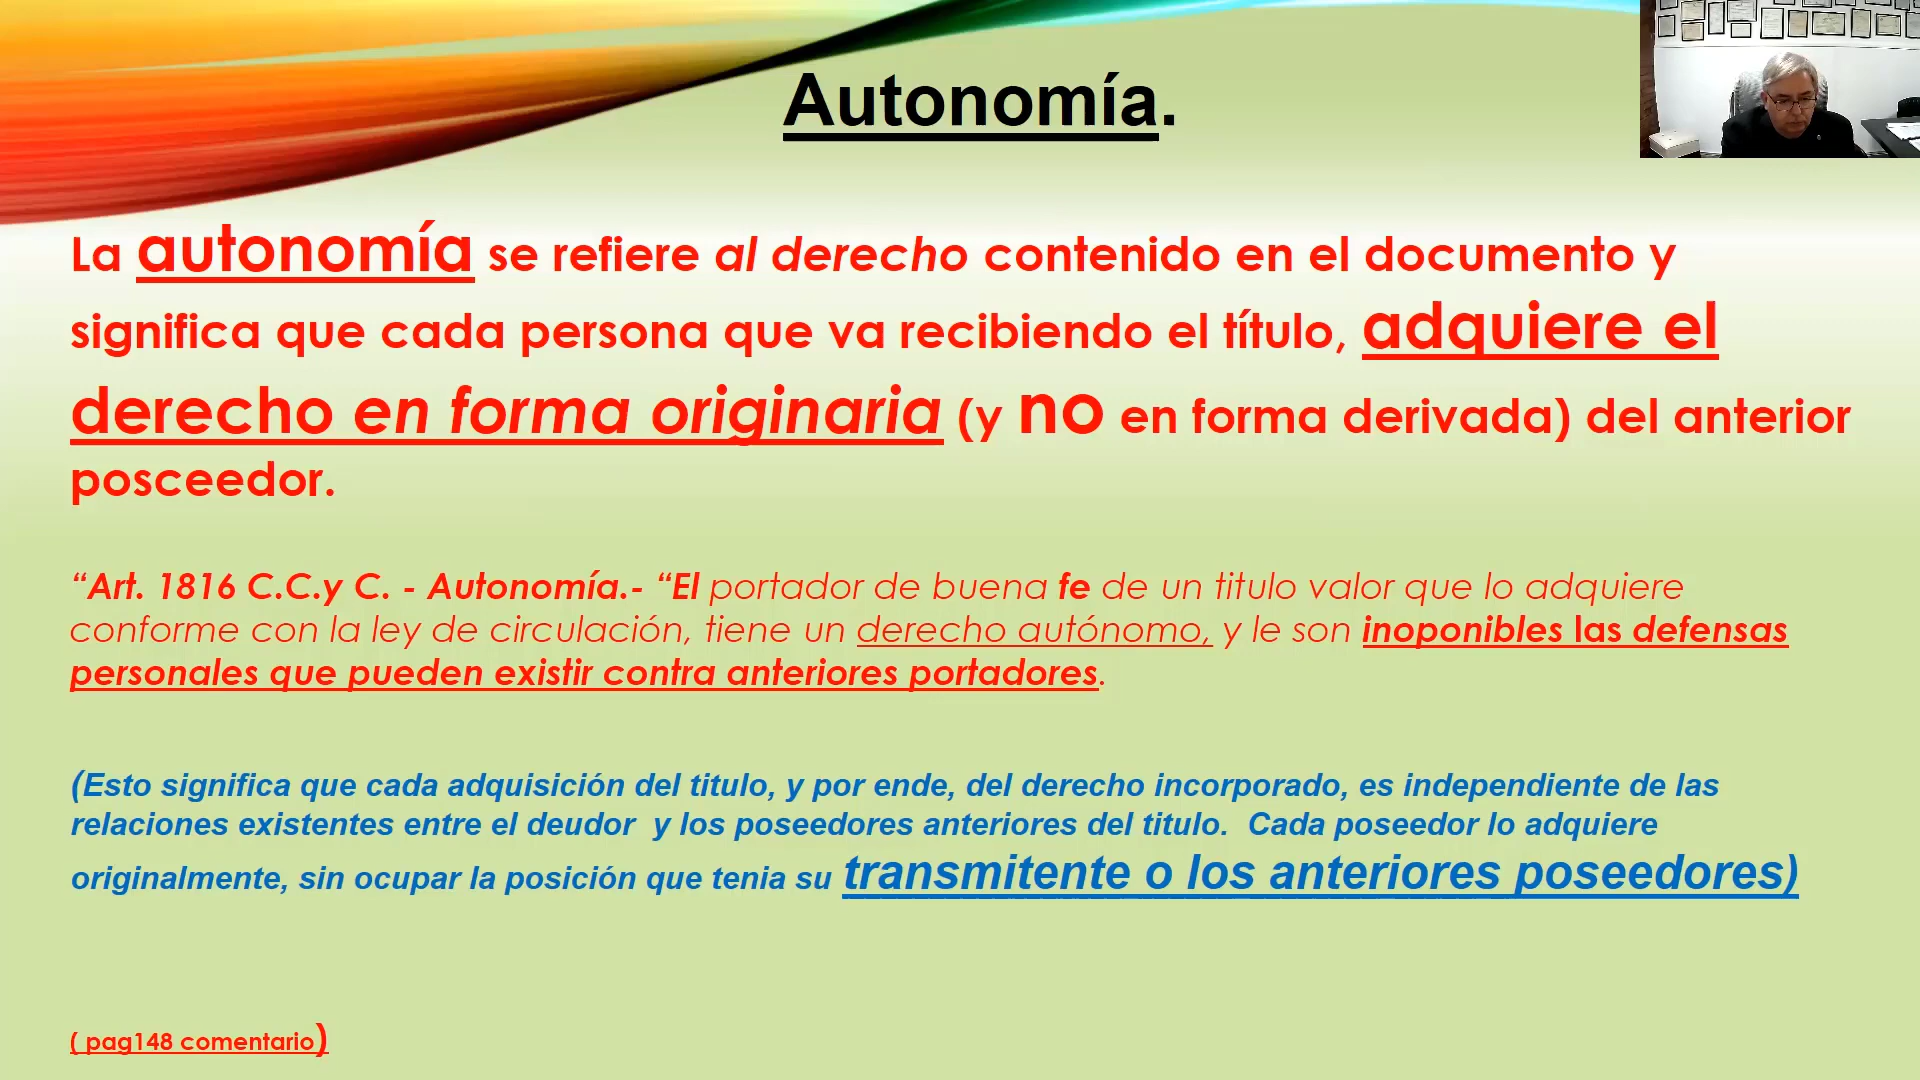 Autonomía.
La autonomía se refiere al derecho contenido en el documento y
significa que cada persona que va recibiendo el título, adquiere el
derecho en forma originaria (y no en forma derivada) del anterior
posceedor.
“Art. 1816 C.C.y C. - Autonomía.- “El portador de buena fe de un titulo valor que lo adquiere
conforme con la ley de circulación, tiene un derecho autónomo, y le son inoponibles las defensas
personales que pueden existir contra anteriores portadores.
(Esto significa que cada adquisición del titulo, y por ende, del derecho incorporado, es independiente de las
relaciones existentes entre el deudor y los poseedores anteriores del titulo. Cada poseedor lo adquiere
originalmente, sin ocupar la posición que tenia su transmitente o los anteriores poseedores)
( pag148 comentario)